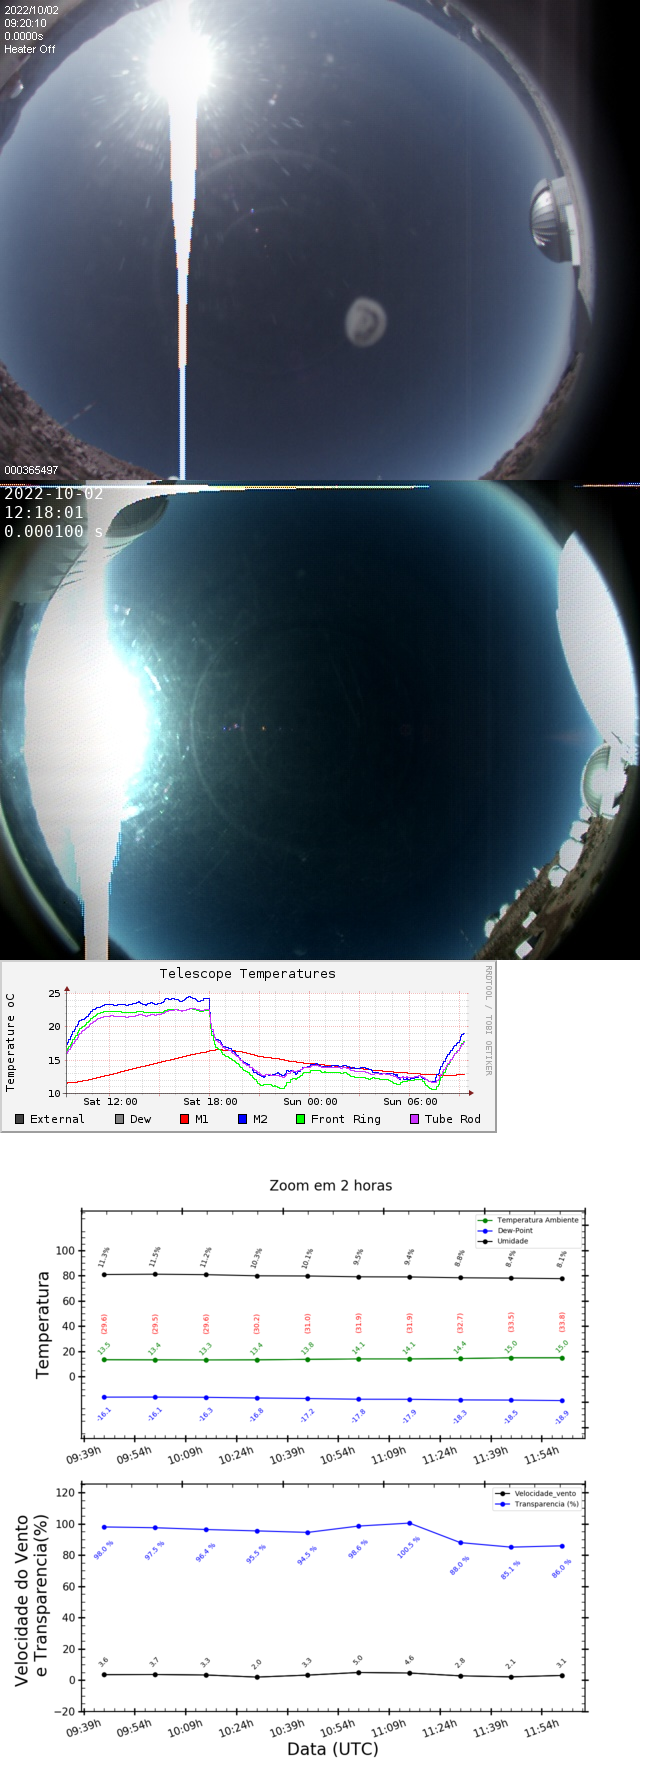 2022/10/02
09:20:10
0.0000s
Heater Off
000365497
2022-10-02
12:18:01
0.000100 s
Telescope Temperatures
RRDTOOL / TOBI OETIKER
Temperature oC
25
20
15
10
Sat 12:00 Sat 18:00 Sun 00:00 Sun 06:00
External Dew M1 M2 Front Ring Tube Rod
Zoom em 2 horas
Temperatura Ambiente
Dew-Point
Umidade
Temperatura
100
80
60
40
20
0
11.3% 11.5% 11.2% 10.3% 10.1% 9.5% 9.4% 8.8% 8.4% 8.1%
(29.6) (29.5) (29.6) (30.2) (31.0) (31.9) (31.9) (32.7) (33.5) (33.8)
13.5 13.4 13.3 13.4 13.8 14.1 14.1 14.4 15.0 15.0
-16.1 -16.1 -16.3 -16.8 -17.2 -17.8 -17.9 -18.3 -18.5 -18.9
09:39h 09:54h 10:09h 10:24h 10:39h 10:54h 11:09h 11:24h 11:39h 11:54h
Velocidade_vento
Transparencia (%)
Velocidade do Vento
e Transparencia(%)
120
100
80
60
40
20
0
−20
98.0 % 97.5 % 96.4 % 95.5 % 94.5 % 98.6 % 100.5 % 88.0 % 85.1 % 86.0 %
3.6 3.7 3.3 2.0 3.3 5.0 4.6 2.8 2.1 3.1
09:39h 09:54h 10:09h 10:24h 10:39h 10:54h 11:09h 11:24h 11:39h 11:54h
Data (UTC)